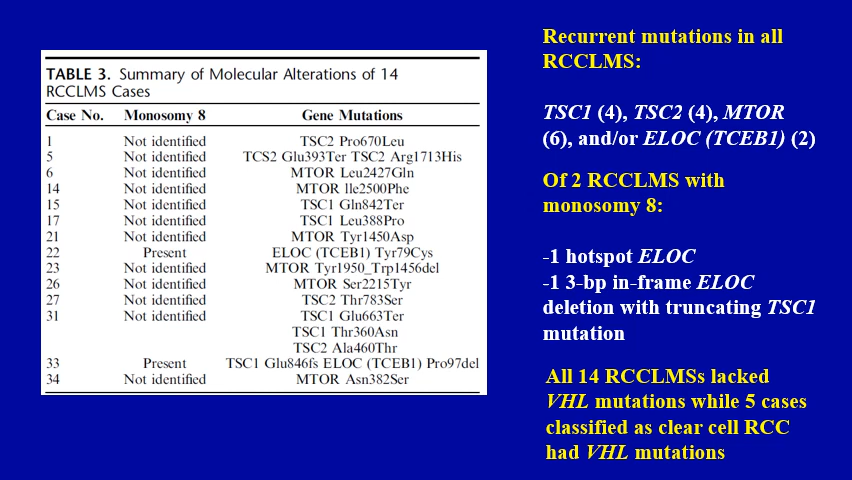 TABLE 3. Summary of Molecular Alterations of 14
RCCLMS Cases
Case No. Monosomy 8 Gene Mutations
1 Not identified TSC2 Pro670Leu
5 Not identified TCS2 Glu393Ter TSC2 Arg1713His
6 Not identified MTOR Leu2427Gln
14 Not identified MTOR Ile2500Phe
15 Not identified TSC1 Gln842Ter
17 Not identified TSC1 Leu388Pro
21 Not identified MTOR Tyr1450Asp
22 Present ELOC (TCEB1) Tyr79Cys
23 Not identified MTOR Tyr1950_Trp1456del
26 Not identified MTOR Ser2215Tyr
27 Not identified TSC2 Thr783Ser
31 Not identified TSC1 Glu663Ter
TSC1 Thr360Asn
TSC2 Ala460Thr
33 Present TSC1 Glu846fs ELOC (TCEB1) Pro97del
34 Not identified MTOR Asn382Ser
Recurrent mutations in all
RCCLMS:
TSC1 (4), TSC2 (4), MTOR
(6), and/or ELOC (TCEB1) (2)
Of 2 RCCLMS with
monosomy 8:
-1 hotspot ELOC
-1 3-bp in-frame ELOC
deletion with truncating TSC1
mutation
All 14 RCCLMSs lacked
VHL mutations while 5 cases
classified as clear cell RCC
had VHL mutations